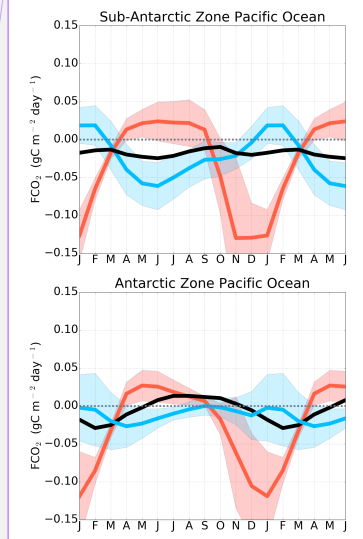 Sub-Antarctic Zone Pacific Ocean
0.15
0.10
0.05
0.00
−0.05
−0.10
−0.15
FCO₂ (gC m⁻² day⁻¹)
J F M A M J J A S O N D J F M A M J
Antarctic Zone Pacific Ocean
0.15
0.10
0.05
0.00
−0.05
−0.10
−0.15
FCO₂ (gC m⁻² day⁻¹)
J F M A M J J A S O N D J F M A M J